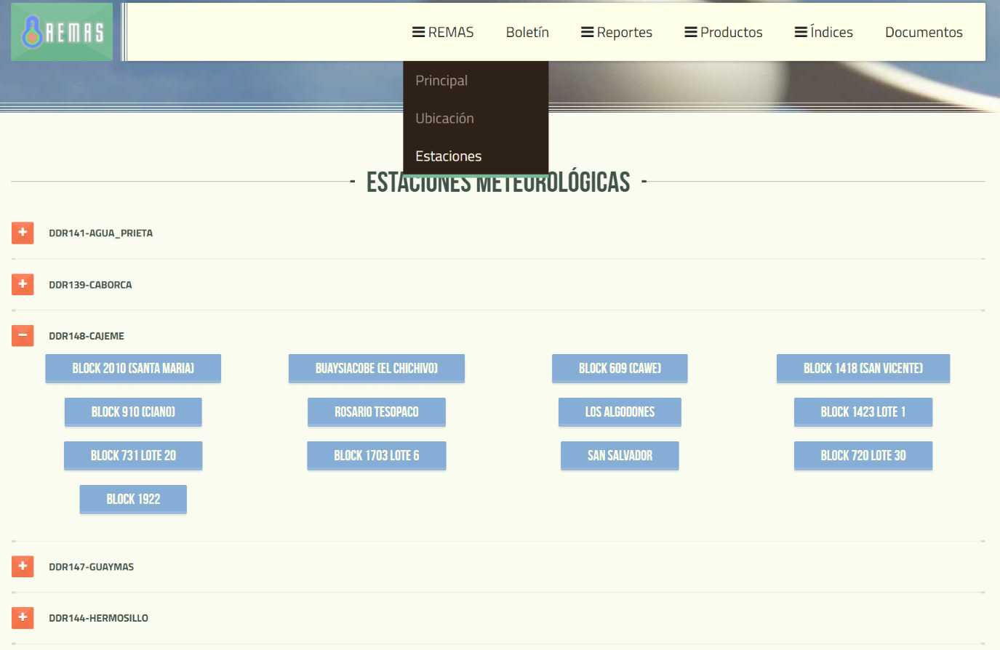 REMAS
REMAS Boletín Reportes Productos Índices Documentos
Principal
Ubicación
Estaciones
ESTACIONES METEOROLÓGICAS
DDR141-AGUA_PRIETA
DDR139-CABORCA
DDR148-CAJEME
BLOCK 2010 (SANTA MARIA) BUAYSIACOBE (EL CHICHIVO) BLOCK 609 (CAWE) BLOCK 1418 (SAN VICENTE)
BLOCK 910 (CIANO) ROSARIO TESOPACO LOS ALGODONES BLOCK 1423 LOTE 1
BLOCK 731 LOTE 20 BLOCK 1703 LOTE 6 SAN SALVADOR BLOCK 720 LOTE 30
BLOCK 1922
DDR147-GUAYMAS
DDR144-HERMOSILLO